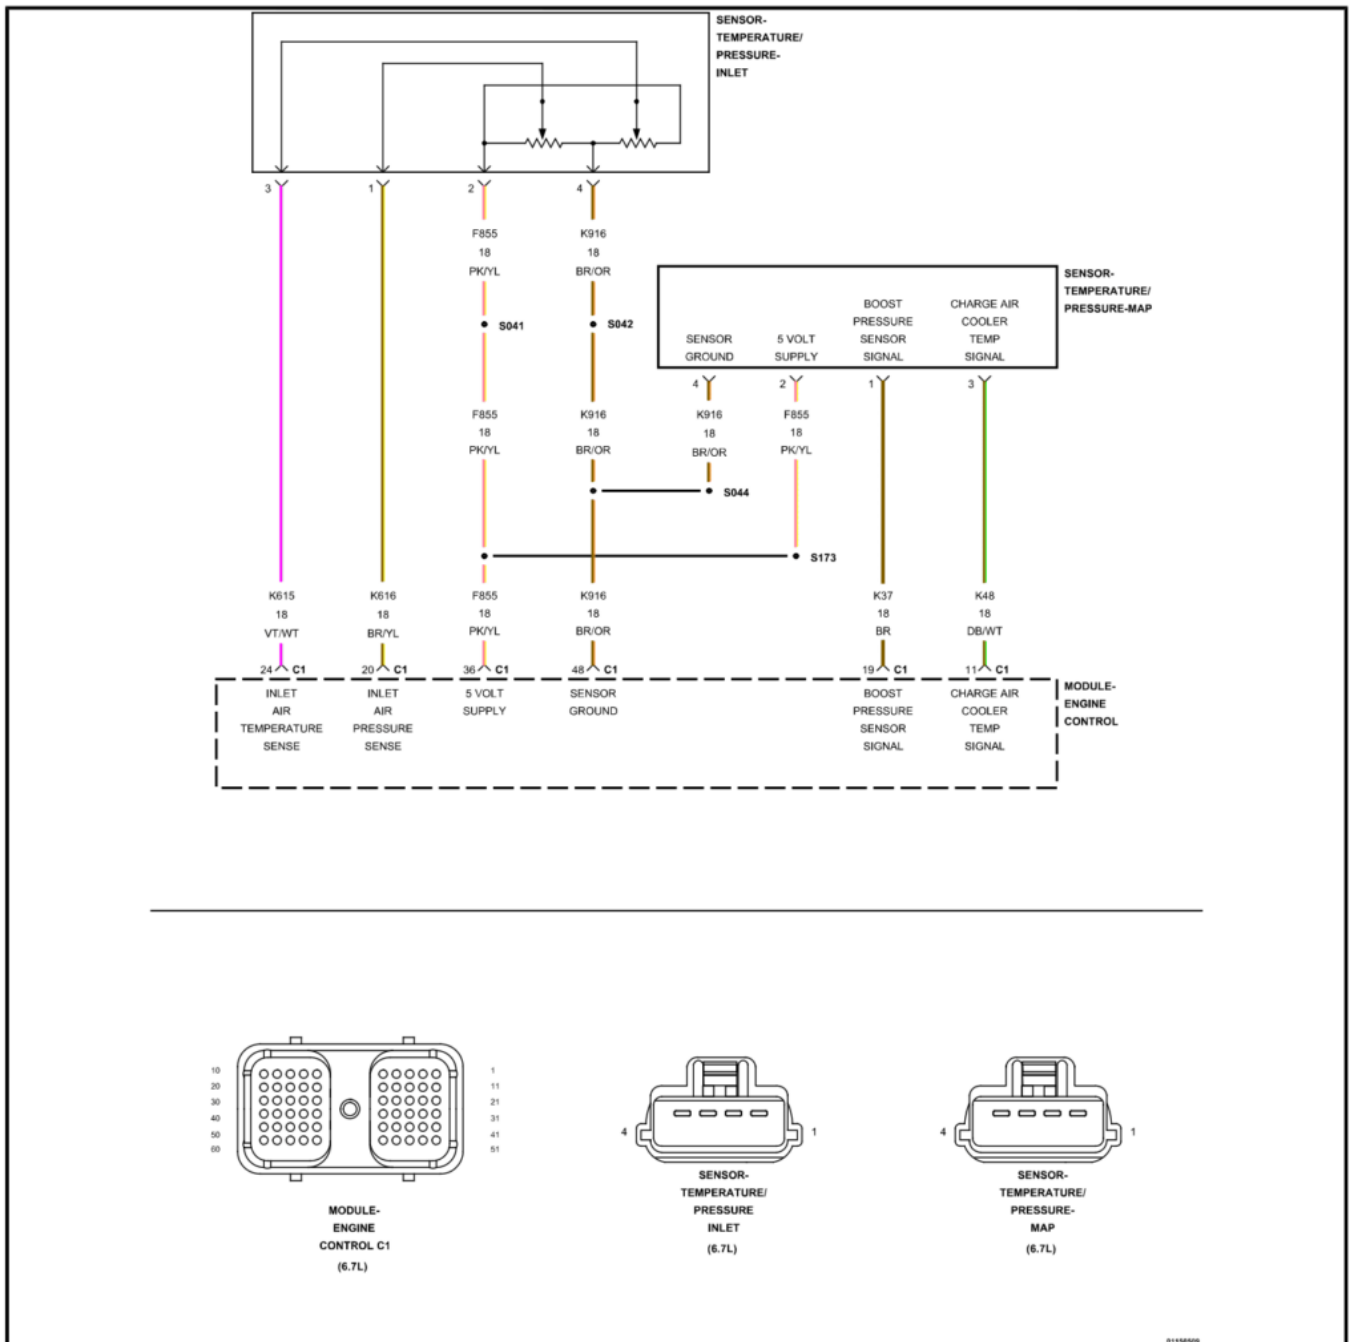 SENSOR-
TEMPERATURE/
PRESSURE-
INLET
3
1
2
4
F855
18
PK/YL
K916
18
BR/OR
S041
S042
SENSOR-
TEMPERATURE/
PRESSURE-MAP
SENSOR
GROUND
5 VOLT
SUPPLY
BOOST
PRESSURE
SENSOR
SIGNAL
CHARGE AIR
COOLER
TEMP
SIGNAL
4
2
1
3
F855
18
PK/YL
K916
18
BR/OR
K916
18
BR/OR
F855
18
PK/YL
S044
S173
K615
18
VT/WT
K616
18
BR/YL
F855
18
PK/YL
K916
18
BR/OR
K37
18
BR
K48
18
DB/WT
24 C1
20 C1
36 C1
48 C1
19 C1
11 C1
INLET
AIR
TEMPERATURE
SENSE
INLET
AIR
PRESSURE
SENSE
5 VOLT
SUPPLY
SENSOR
GROUND
BOOST
PRESSURE
SENSOR
SIGNAL
CHARGE AIR
COOLER
TEMP
SIGNAL
MODULE-
ENGINE
CONTROL
10
20
30
40
50
60
1
11
21
31
41
51
MODULE-
ENGINE
CONTROL C1
(6.7L)
4
1
SENSOR-
TEMPERATURE/
PRESSURE
INLET
(6.7L)
4
1
SENSOR-
TEMPERATURE/
PRESSURE-
MAP
(6.7L)